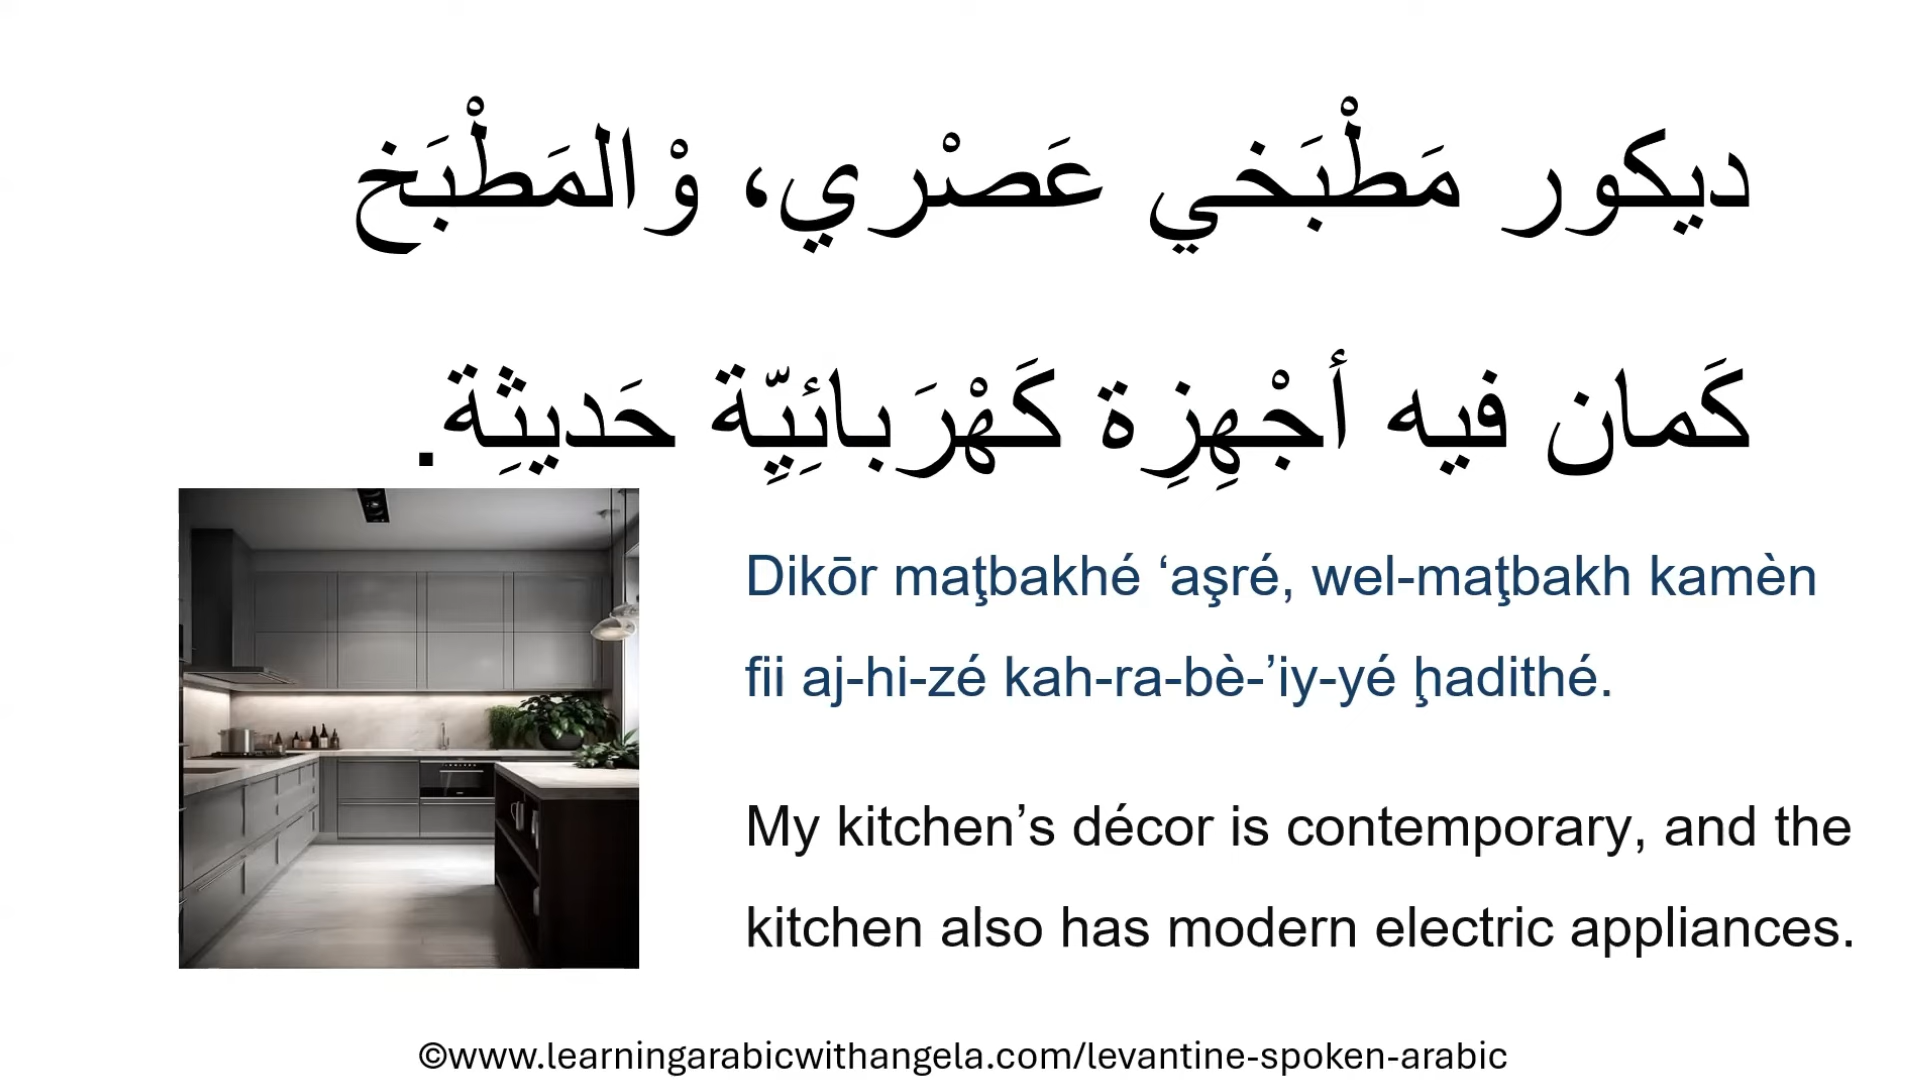 ديكور مَطْبَخي عَصْري، وْالمَطْبَخ
كَمان فيه أجْهِزِة كَهْرَبائِيِّة حَديثِة.
Dikōr maţbakhé ‘aşré, wel-maţbakh kamèn
fii aj-hi-zé kah-ra-bè-’iy-yé ḩadithé.
My kitchen’s décor is contemporary, and the
kitchen also has modern electric appliances.
©www.learningarabicwithangela.com/levantine-spoken-arabic